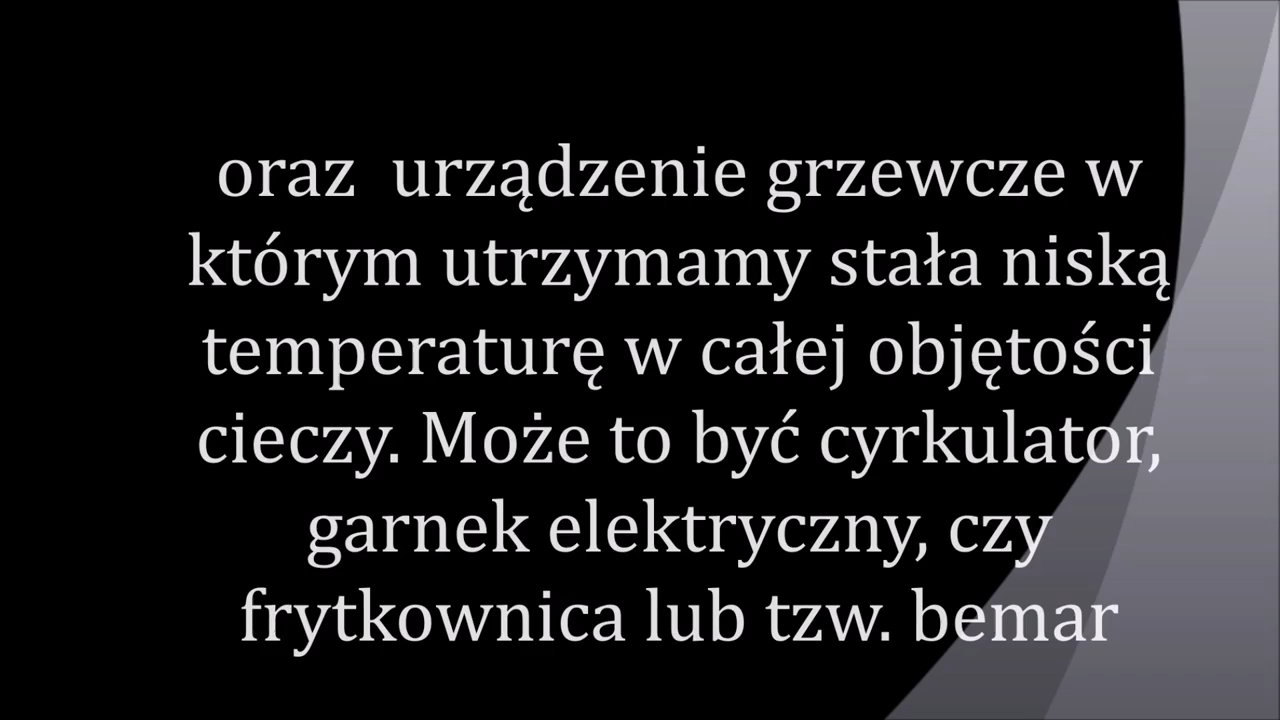 oraz  urządzenie grzewcze w
którym utrzymamy stała niską
temperaturę w całej objętości
cieczy. Może to być cyrkulator,
garnek elektryczny, czy
frytkownica lub tzw. bemar